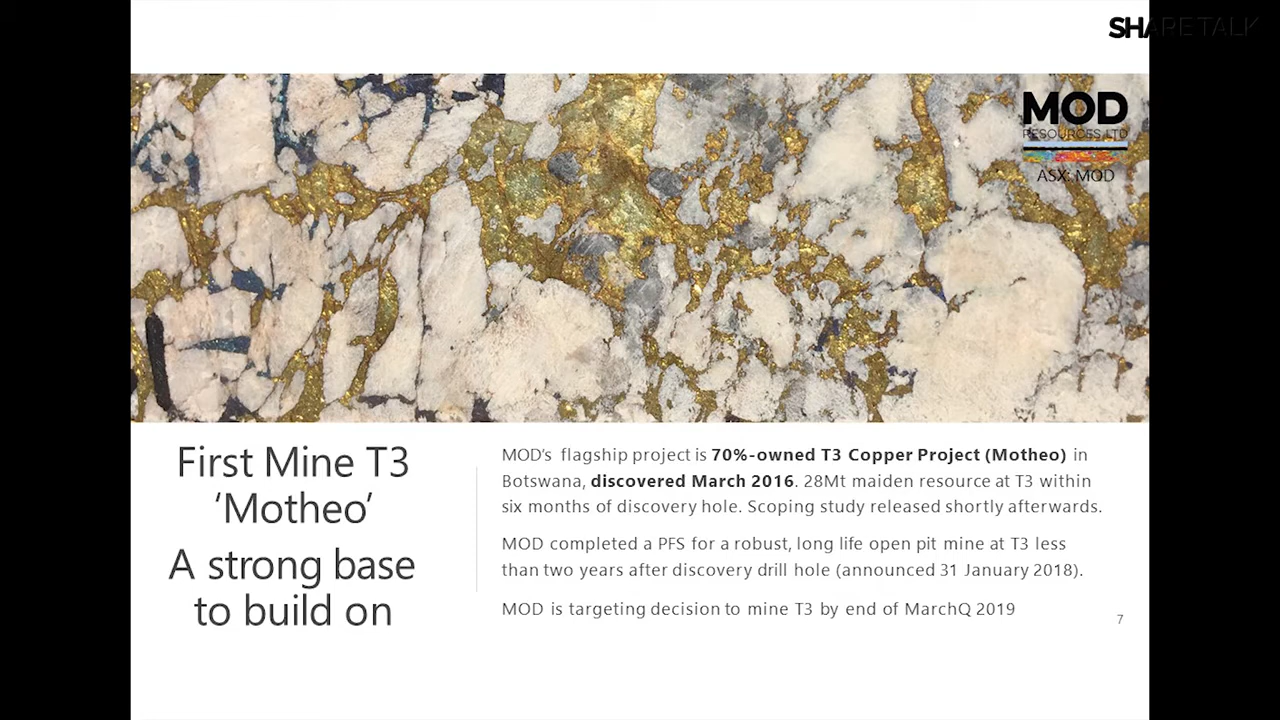 SHARETALK
MOD
RESOURCES LTD
ASX: MOD
First Mine T3
‘Motheo’
A strong base
to build on
MOD's flagship project is 70%-owned T3 Copper Project (Motheo) in
Botswana, discovered March 2016. 28Mt maiden resource at T3 within
six months of discovery hole. Scoping study released shortly afterwards.
MOD completed a PFS for a robust, long life open pit mine at T3 less
than two years after discovery drill hole (announced 31 January 2018).
MOD is targeting decision to mine T3 by end of MarchQ 2019
7